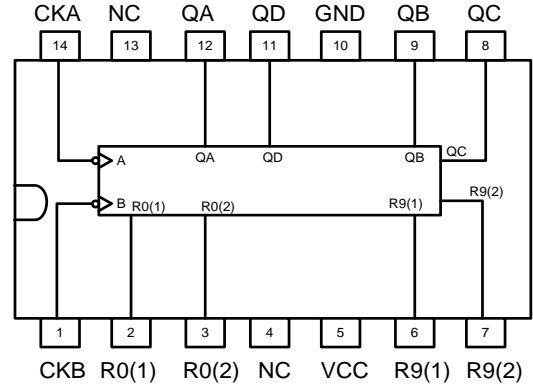 CKA NC QA QD GND QB QC
14 13 12 11 10 9 8
A QA QD QB QC
B R0(1) R0(2) R9(1) R9(2)
1 2 3 4 5 6 7
CKB R0(1) R0(2) NC VCC R9(1) R9(2)